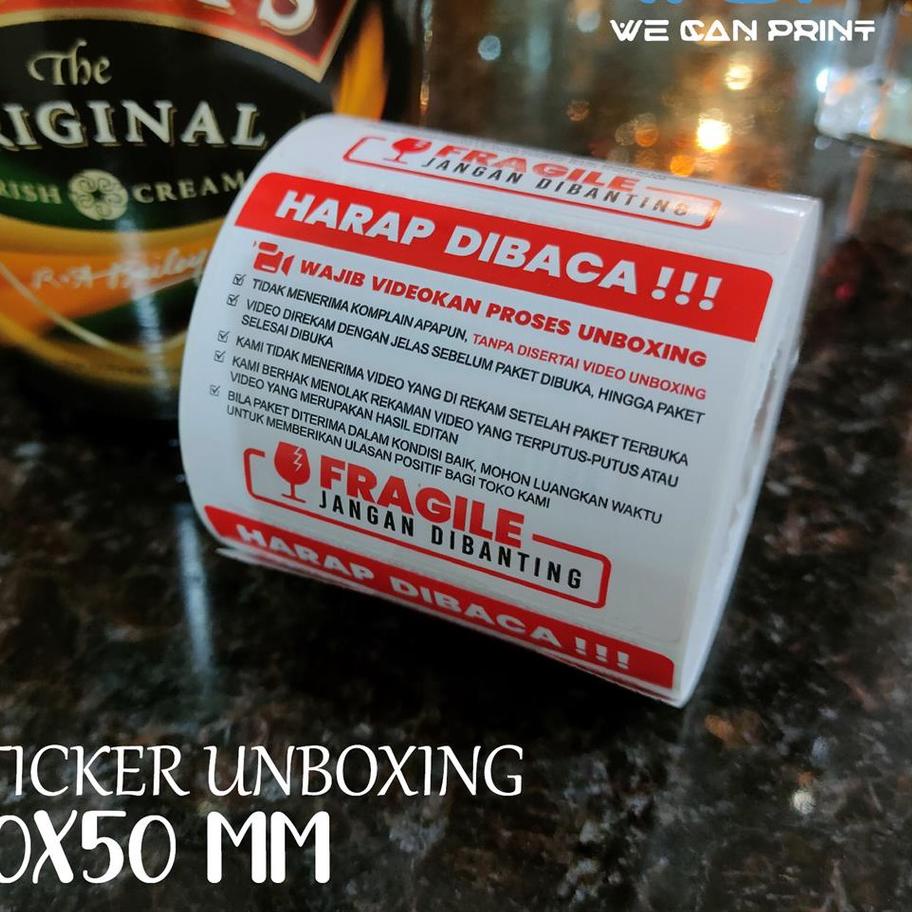 WE CAN PRINT
The
RIGINAL
RISH CREAM
R.A Bailey
FRAGILE
JANGAN DIBANTING
HARAP DIBACA !!!
WAJIB VIDEOKAN PROSES UNBOXING
TIDAK MENERIMA KOMPLAIN APAPUN, TANPA DISERTAI VIDEO UNBOXING
VIDEO DIREKAM DENGAN JELAS SEBELUM PAKET DIBUKA, HINGGA PAKET
SELESAI DIBUKA
KAMI TIDAK MENERIMA VIDEO YANG DI REKAM SETELAH PAKET TERBUKA
KAMI BERHAK MENOLAK REKAMAN VIDEO YANG TERPUTUS-PUTUS ATAU
VIDEO YANG MERUPAKAN HASIL EDITAN
BILA PAKET DITERIMA DALAM KONDISI BAIK, MOHON LUANGKAN WAKTU
UNTUK MEMBERIKAN ULASAN POSITIF BAGI TOKO KAMI
FRAGILE
JANGAN DIBANTING
HARAP DIBACA !!!
TICKER UNBOXING
0X50 MM